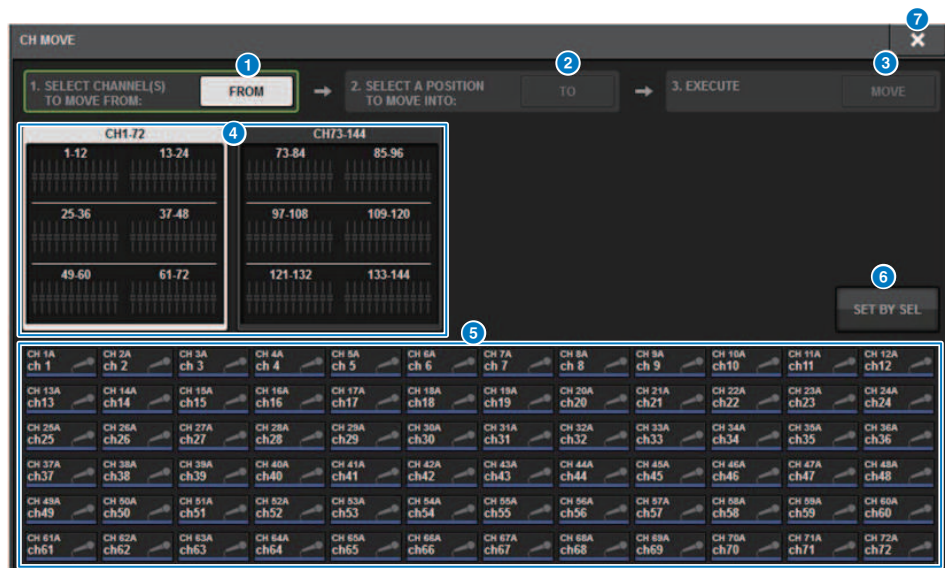 7
CH MOVE
×
1
2
3
1. SELECT CHANNEL(S)
TO MOVE FROM:
FROM
2. SELECT A POSITION
TO MOVE INTO:
TO
3. EXECUTE
MOVE
CH1-72
4
CH73-144
1-12 13-24 73-84 85-96
25-36 37-48 97-108 109-120
49-60 61-72 121-132 133-144
6
SET BY SEL
5
CH 1A CH 2A CH 3A CH 4A CH 5A CH 6A CH 7A CH 8A CH 9A CH 10A CH 11A CH 12A
ch 1 ch 2 ch 3 ch 4 ch 5 ch 6 ch 7 ch 8 ch 9 ch10 ch11 ch12
CH 13A CH 14A CH 15A CH 16A CH 17A CH 18A CH 19A CH 20A CH 21A CH 22A CH 23A CH 24A
ch13 ch14 ch15 ch16 ch17 ch18 ch19 ch20 ch21 ch22 ch23 ch24
CH 25A CH 26A CH 27A CH 28A CH 29A CH 30A CH 31A CH 32A CH 33A CH 34A CH 35A CH 36A
ch25 ch26 ch27 ch28 ch29 ch30 ch31 ch32 ch33 ch34 ch35 ch36
CH 37A CH 38A CH 39A CH 40A CH 41A CH 42A CH 43A CH 44A CH 45A CH 46A CH 47A CH 48A
ch37 ch38 ch39 ch40 ch41 ch42 ch43 ch44 ch45 ch46 ch47 ch48
CH 49A CH 50A CH 51A CH 52A CH 53A CH 54A CH 55A CH 56A CH 57A CH 58A CH 59A CH 60A
ch49 ch50 ch51 ch52 ch53 ch54 ch55 ch56 ch57 ch58 ch59 ch60
CH 61A CH 62A CH 63A CH 64A CH 65A CH 66A CH 67A CH 68A CH 69A CH 70A CH 71A CH 72A
ch61 ch62 ch63 ch64 ch65 ch66 ch67 ch68 ch69 ch70 ch71 ch72